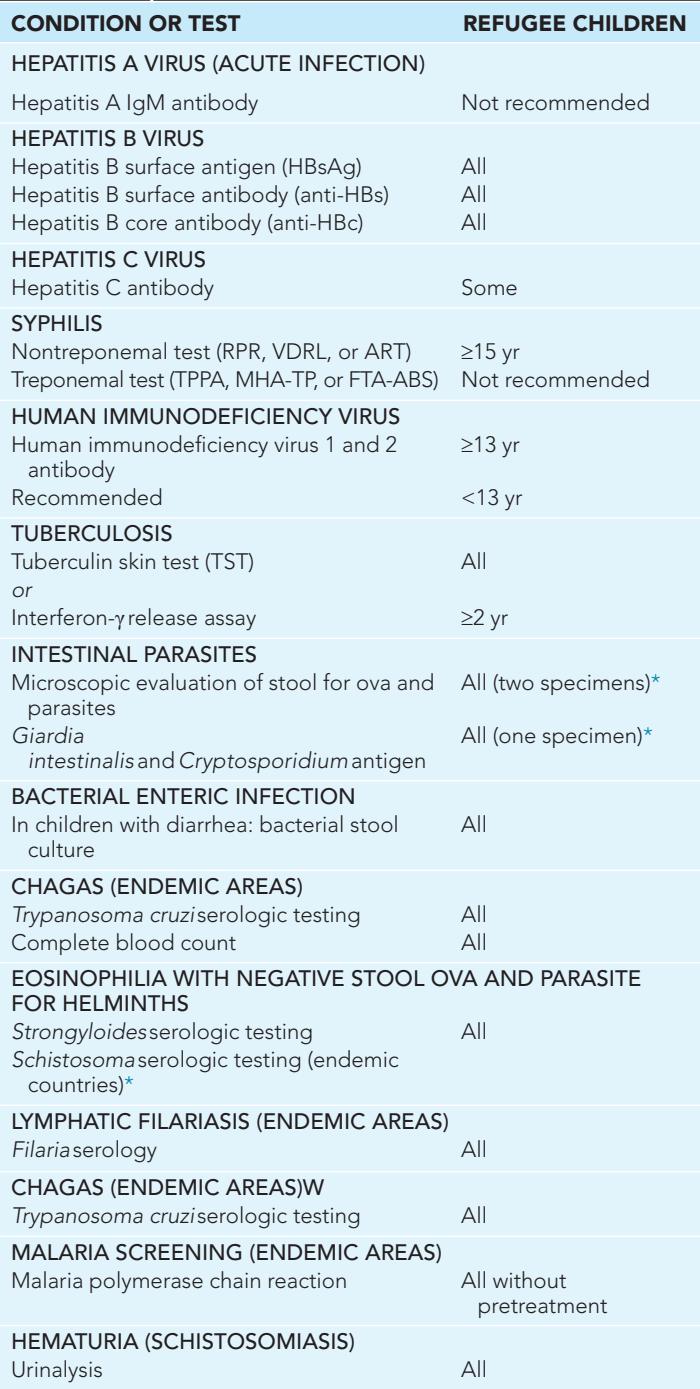 CONDITION OR TEST REFUGEE CHILDREN
HEPATITIS A VIRUS (ACUTE INFECTION)
Hepatitis A IgM antibody Not recommended
HEPATITIS B VIRUS
Hepatitis B surface antigen (HBsAg) All
Hepatitis B surface antibody (anti-HBs) All
Hepatitis B core antibody (anti-HBc) All
HEPATITIS C VIRUS
Hepatitis C antibody Some
SYPHILIS
Nontreponemal test (RPR, VDRL, or ART) ≥15 yr
Treponemal test (TPPA, MHA-TP, or FTA-ABS) Not recommended
HUMAN IMMUNODEFICIENCY VIRUS
Human immunodeficiency virus 1 and 2 ≥13 yr
antibody
Recommended <13 yr
TUBERCULOSIS
Tuberculin skin test (TST) All
or
Interferon-γ release assay ≥2 yr
INTESTINAL PARASITES
Microscopic evaluation of stool for ova and All (two specimens)*
parasites
Giardia All (one specimen)*
intestinalis and Cryptosporidium antigen
BACTERIAL ENTERIC INFECTION
In children with diarrhea: bacterial stool All
culture
CHAGAS (ENDEMIC AREAS)
Trypanosoma cruzi serologic testing All
Complete blood count All
EOSINOPHILIA WITH NEGATIVE STOOL OVA AND PARASITE
FOR HELMINTHS
Strongyloides serologic testing All
Schistosoma serologic testing (endemic
countries)*
LYMPHATIC FILARIASIS (ENDEMIC AREAS)
Filaria serology All
CHAGAS (ENDEMIC AREAS)W
Trypanosoma cruzi serologic testing All
MALARIA SCREENING (ENDEMIC AREAS)
Malaria polymerase chain reaction All without
pretreatment
HEMATURIA (SCHISTOSOMIASIS)
Urinalysis All